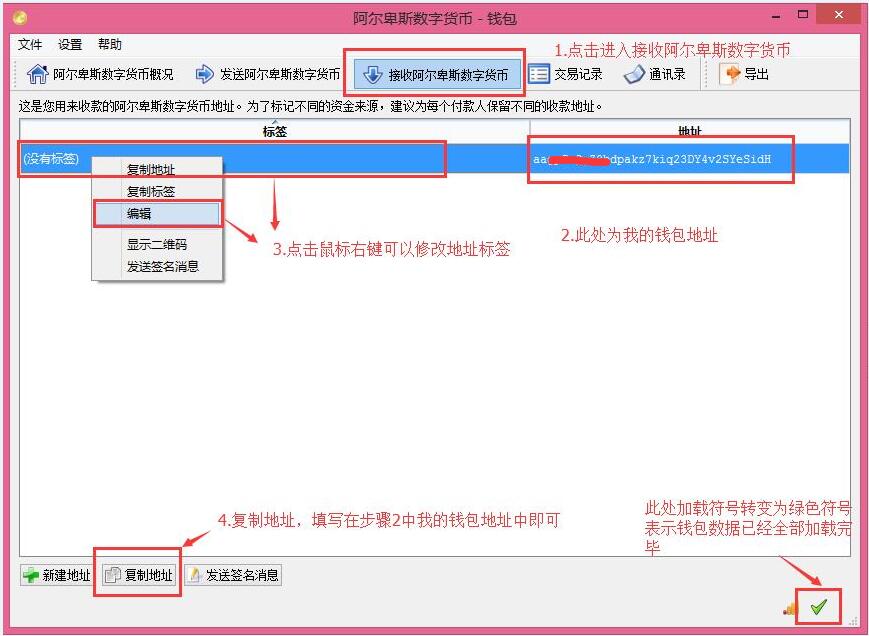 阿尔卑斯数字货币 - 钱包
文件 设置 帮助
1.点击进入接收阿尔卑斯数字货币
阿尔卑斯数字货币概况 发送阿尔卑斯数字货币 接收阿尔卑斯数字货币 交易记录 通讯录 导出
这是您用来收款的阿尔卑斯数字货币地址。为了标记不同的资金来源，建议为每个付款人保留不同的收款地址。
标签 地址
(没有标签)
dpakz7kiq23DY4v2SYeSidH
复制地址
复制标签
编辑
显示二维码
发送签名消息
3.点击鼠标右键可以修改地址标签
2.此处为我的钱包地址
4.复制地址，填写在步骤2中我的钱包地址中即可
此处加载符号转变为绿色符号
表示钱包数据已经全部加载完
毕
新建地址 复制地址 发送签名消息